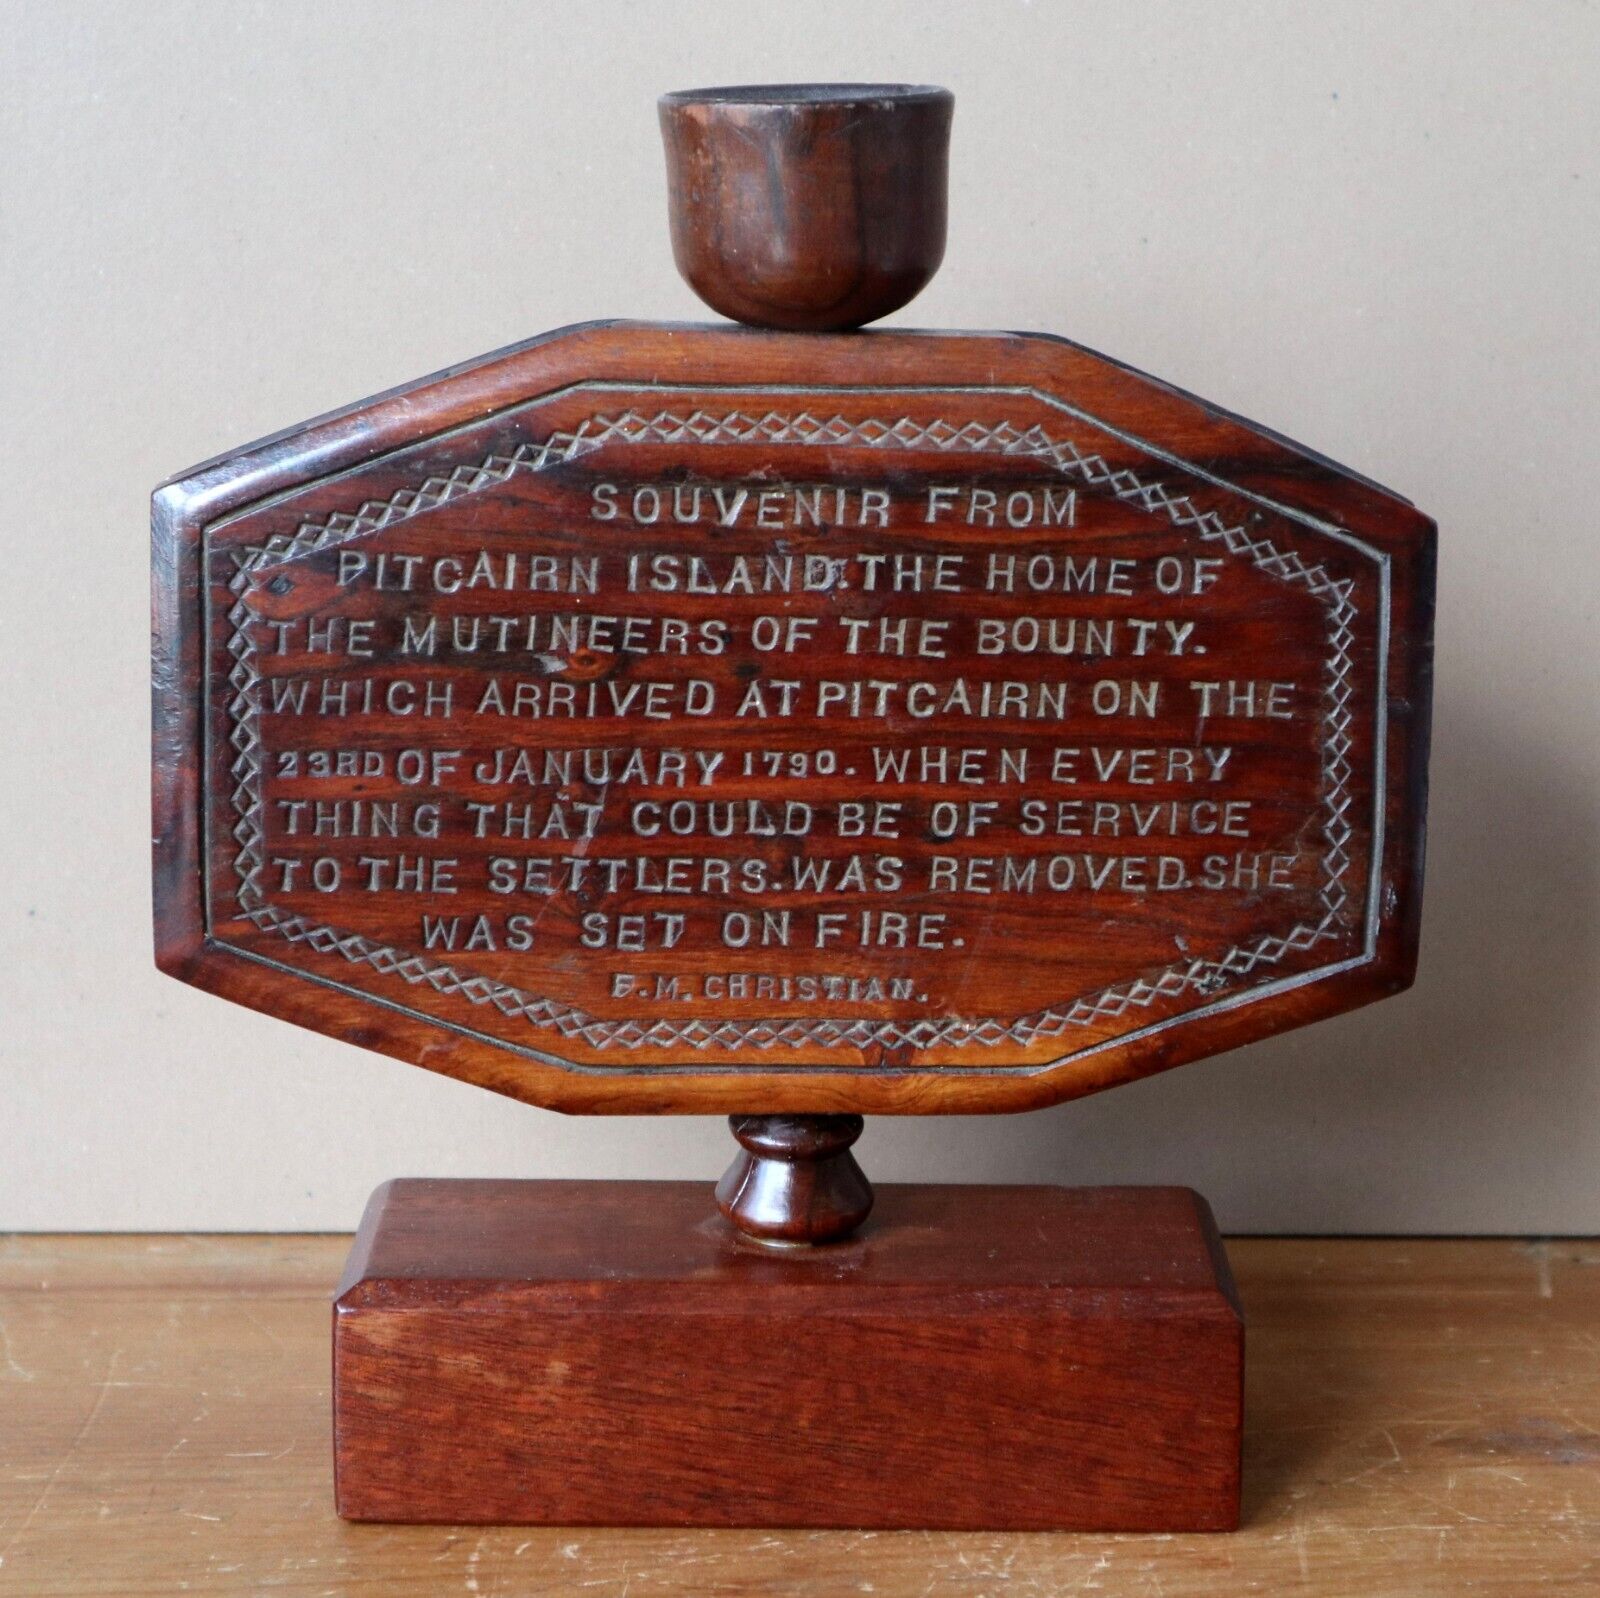 SOUVENIR FROM
PITCAIRN ISLAND. THE HOME OF
THE MUTINEERS OF THE BOUNTY.
WHICH ARRIVED AT PITCAIRN ON THE
23RD OF JANUARY 1790. WHEN EVERY
THING THAT COULD BE OF SERVICE
TO THE SETTLERS. WAS REMOVED. SHE
WAS SET ON FIRE.
F.M. CHRISTIAN.